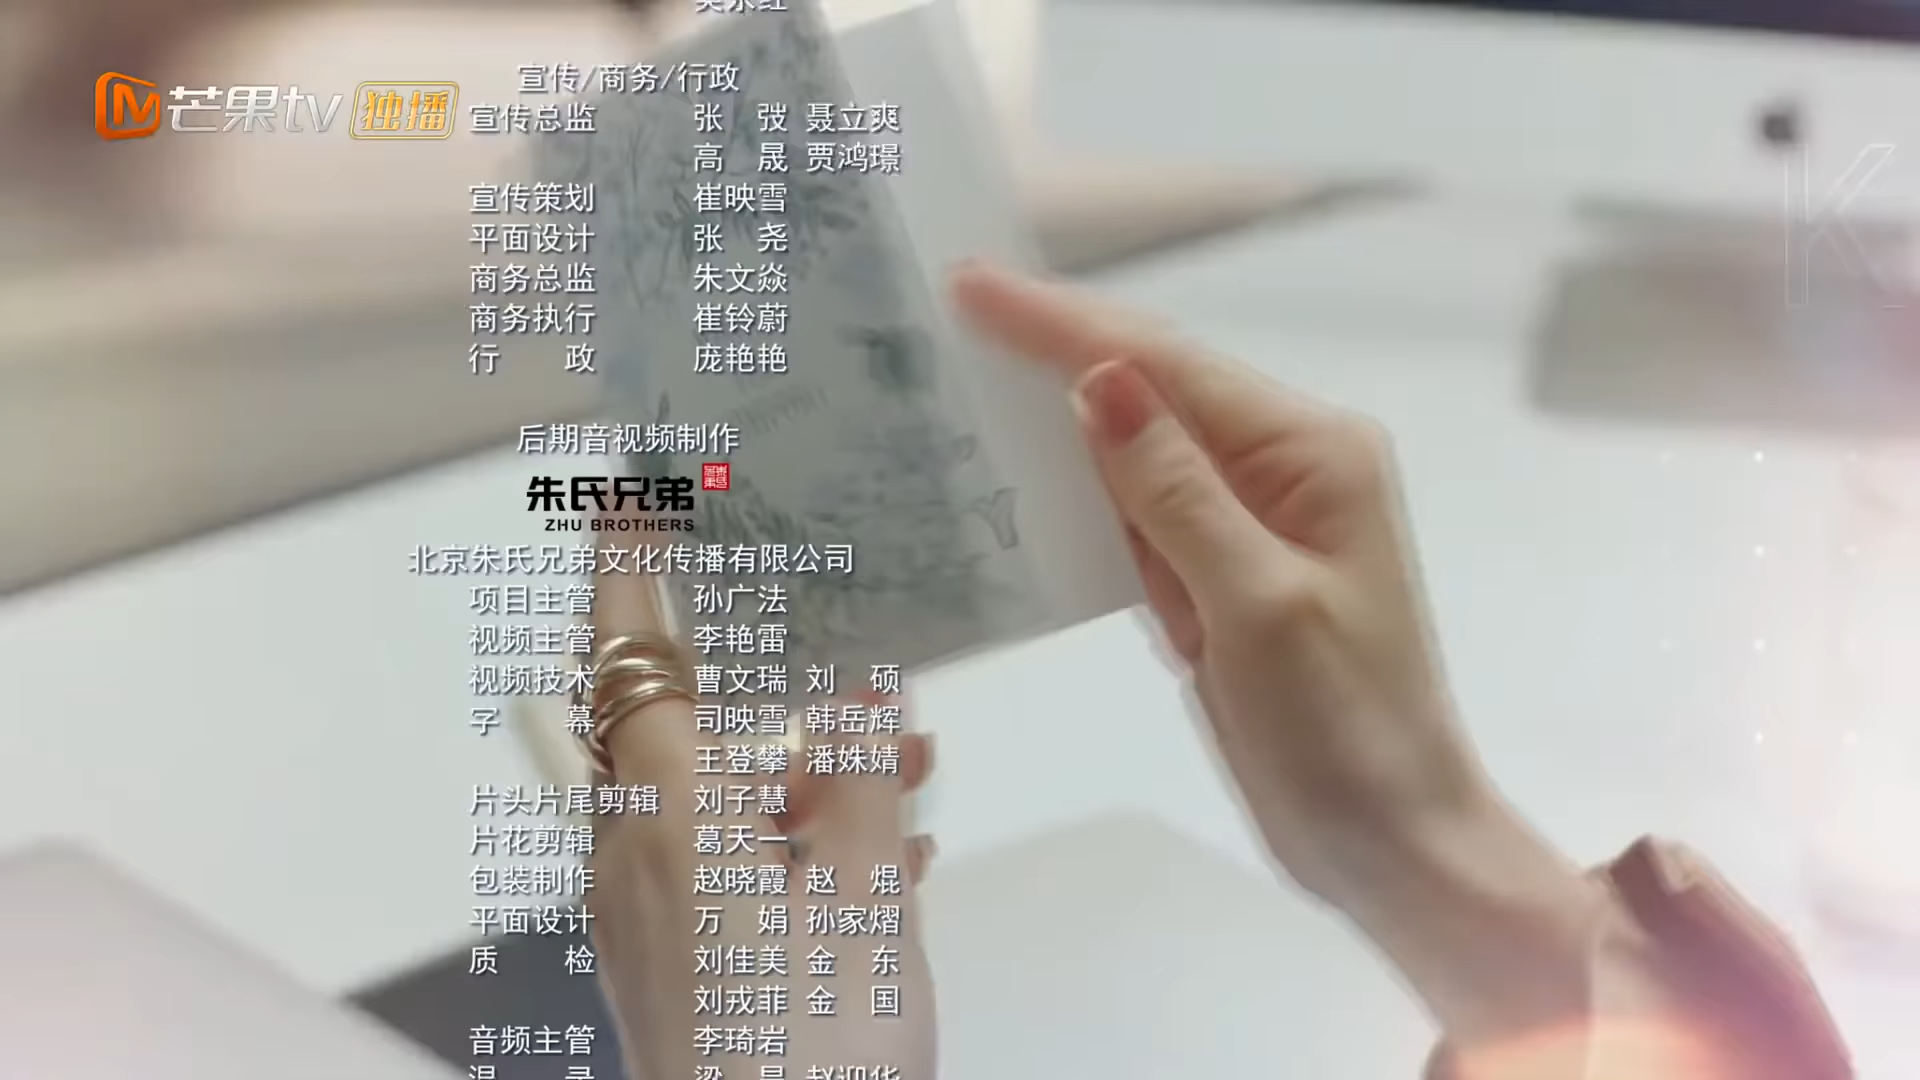 宣传/商务/行政
芒果tv 独播
宣传总监 张 弢 聂立爽
高 晟 贾鸿璟
宣传策划 崔映雪
平面设计 张 尧
商务总监 朱文焱
商务执行 崔铃蔚
行 政 庞艳艳
后期音视频制作
朱氏兄弟
ZHU BROTHERS
北京朱氏兄弟文化传播有限公司
项目主管 孙广法
视频主管 李艳雷
视频技术 曹文瑞 刘 硕
字 幕 司映雪 韩岳辉
王登攀 潘姝婧
片头片尾剪辑 刘子慧
片花剪辑 葛天一
包装制作 赵晓霞 赵 焜
平面设计 万 娟 孙家熠
质 检 刘佳美 金 东
刘戎菲 金 国
音频主管 李琦岩
K